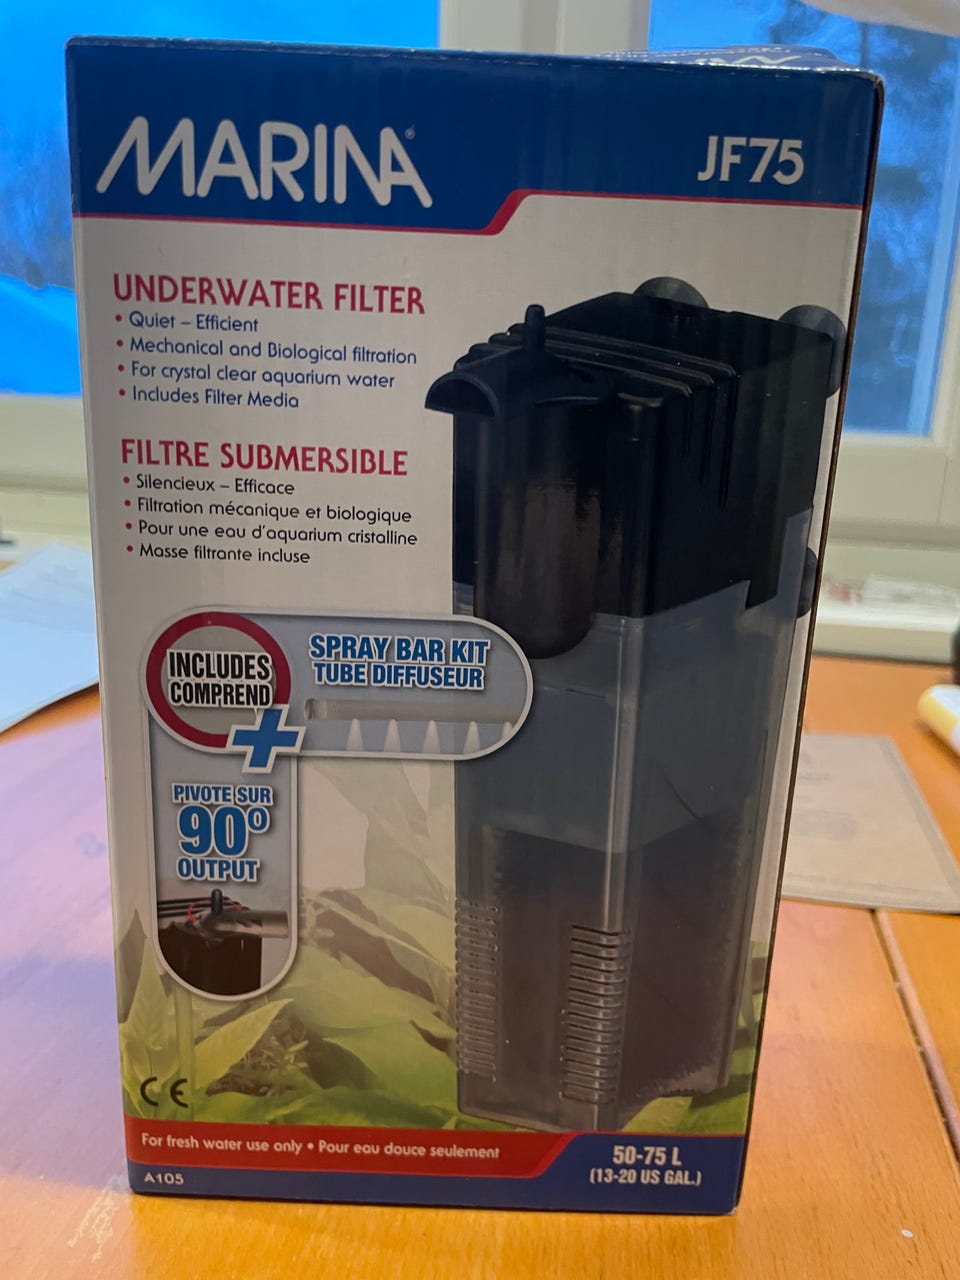 MARINA®
JF75
UNDERWATER FILTER
• Quiet – Efficient
• Mechanical and Biological filtration
• For crystal clear aquarium water
• Includes Filter Media
FILTRE SUBMERSIBLE
• Silencieux – Efficace
• Filtration mécanique et biologique
• Pour une eau d'aquarium cristalline
• Masse filtrante incluse
INCLUDES
COMPREND
+
SPRAY BAR KIT
TUBE DIFFUSEUR
PIVOTE SUR
90º
OUTPUT
CE
For fresh water use only • Pour eau douce seulement
50-75 L
(13-20 US GAL.)
A105